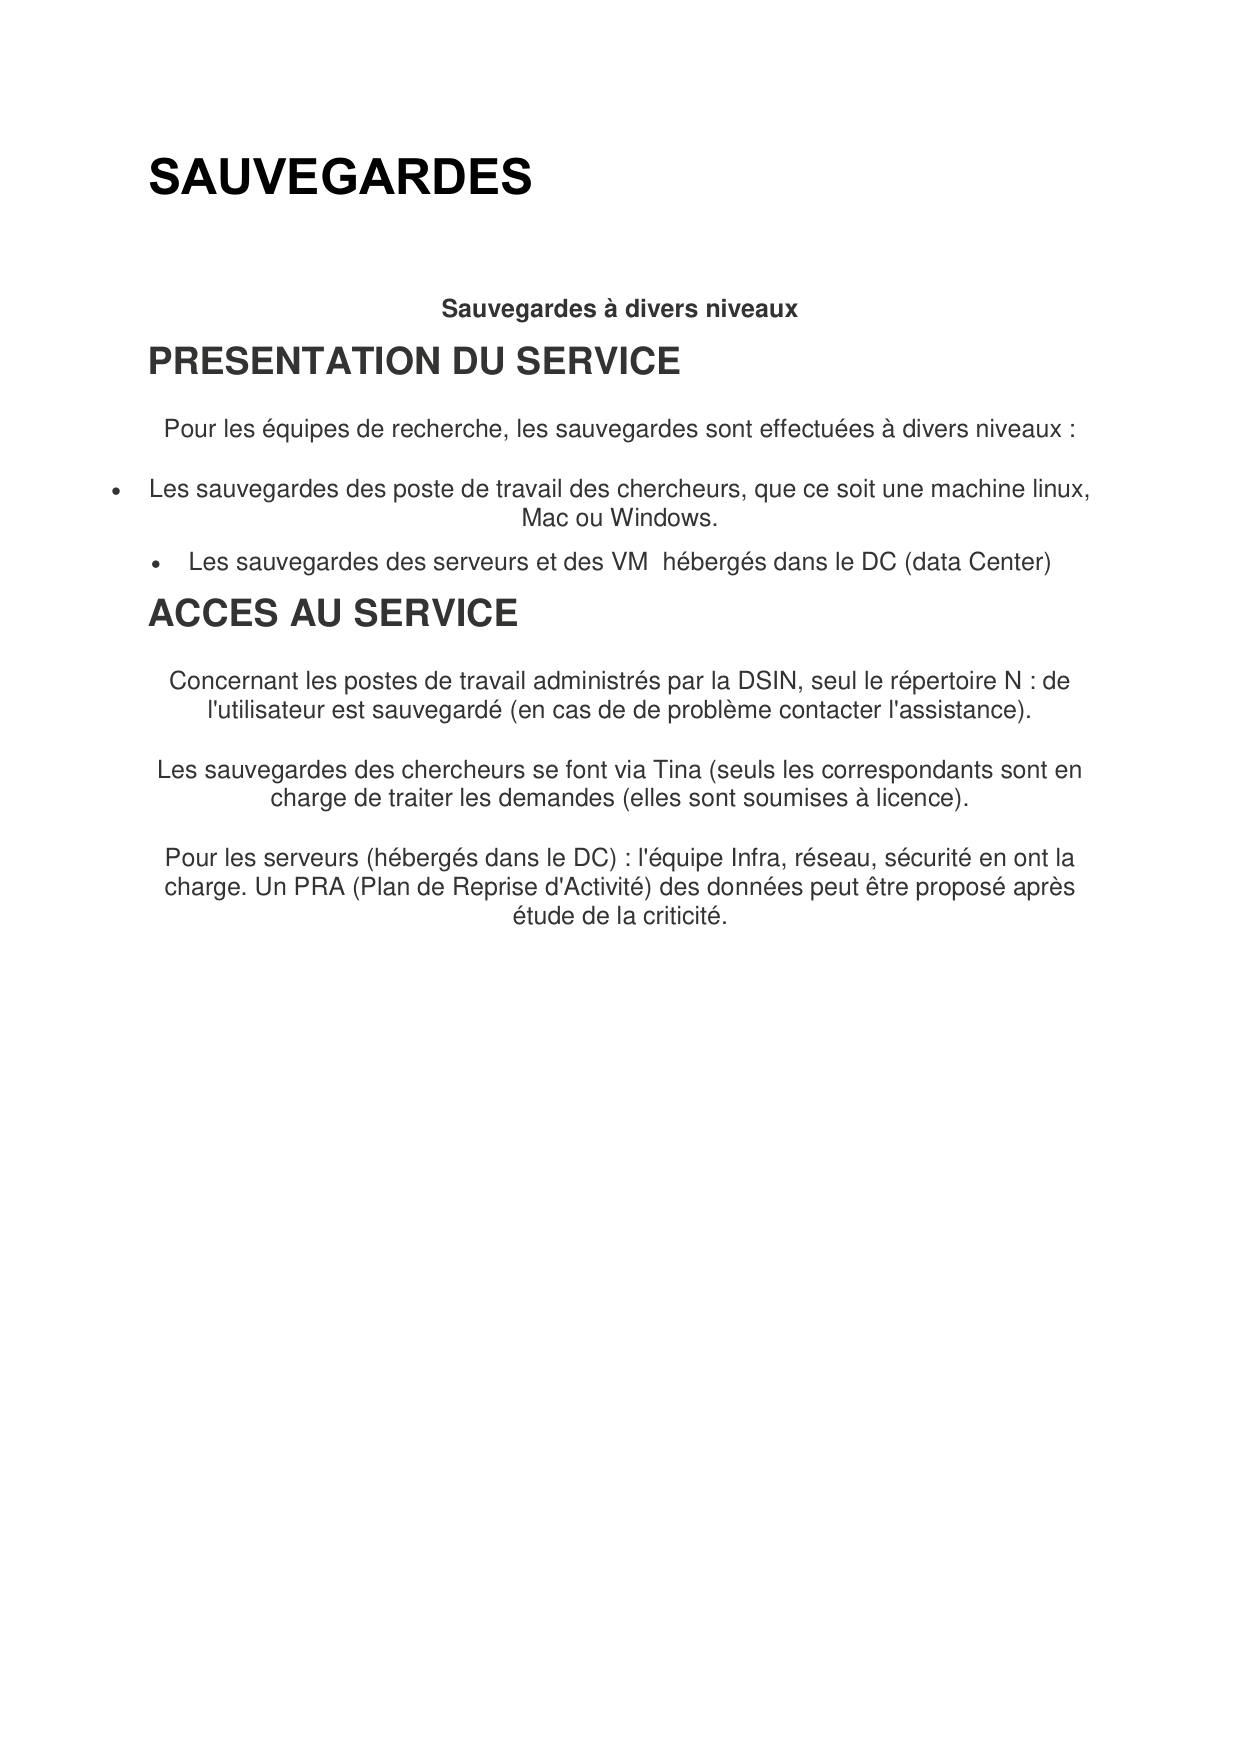 SAUVEGARDES
Sauvegardes à divers niveaux
PRESENTATION DU SERVICE
Pour les équipes de recherche, les sauvegardes sont effectuées à divers niveaux :
• Les sauvegardes des poste de travail des chercheurs, que ce soit une machine linux,
Mac ou Windows.
• Les sauvegardes des serveurs et des VM  hébergés dans le DC (data Center)
ACCES AU SERVICE
Concernant les postes de travail administrés par la DSIN, seul le répertoire N : de
l'utilisateur est sauvegardé (en cas de de problème contacter l'assistance).
Les sauvegardes des chercheurs se font via Tina (seuls les correspondants sont en
charge de traiter les demandes (elles sont soumises à licence).
Pour les serveurs (hébergés dans le DC) : l'équipe Infra, réseau, sécurité en ont la
charge. Un PRA (Plan de Reprise d'Activité) des données peut être proposé après
étude de la criticité.